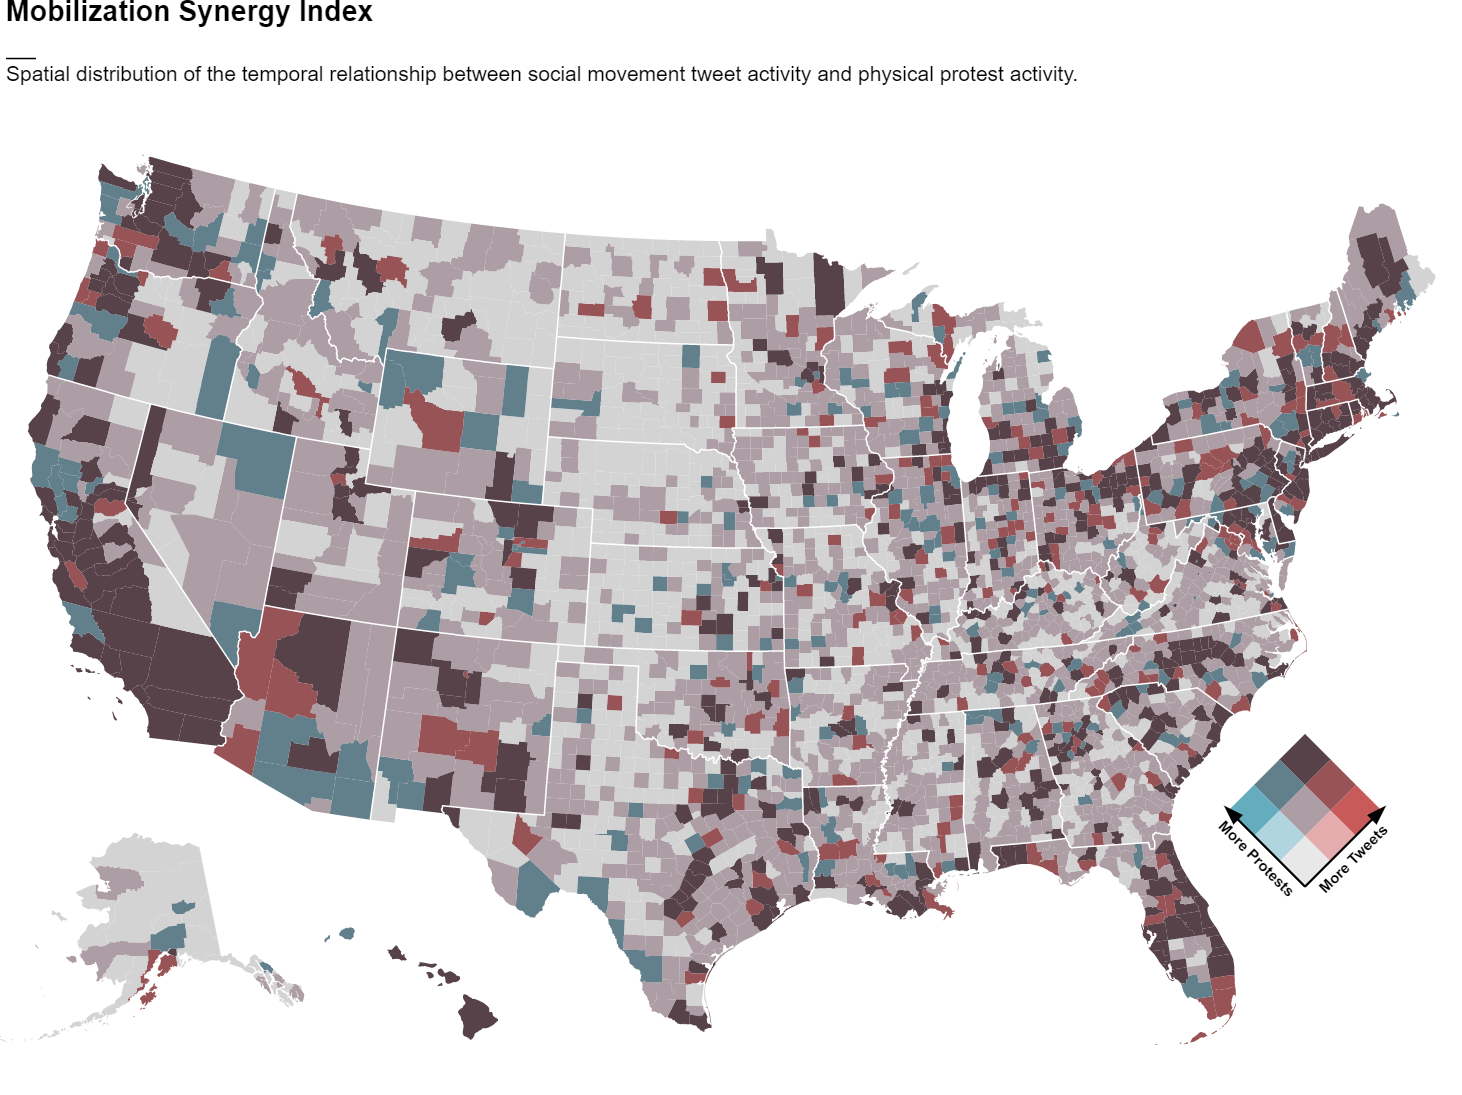 Mobilization Synergy Index
Spatial distribution of the temporal relationship between social movement tweet activity and physical protest activity.
More Protests
More Tweets